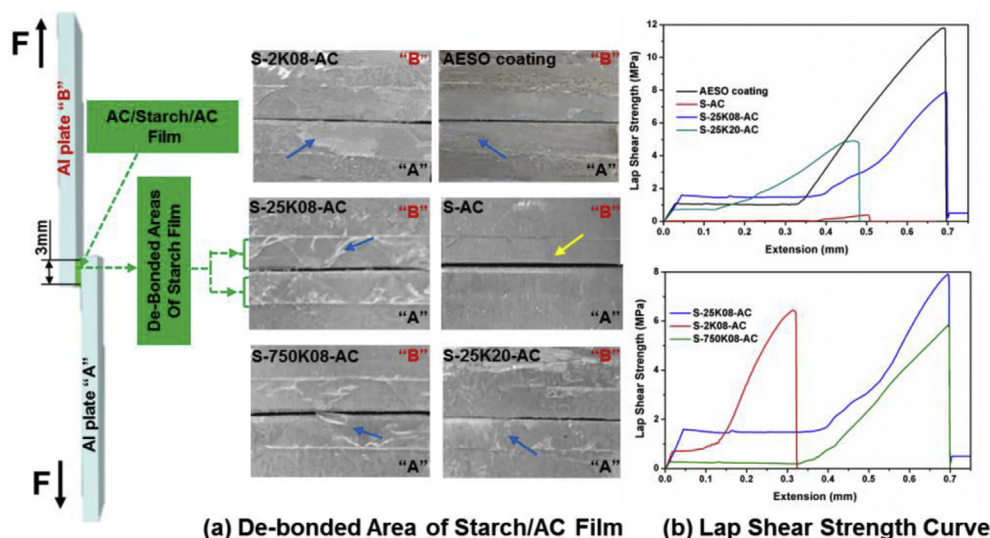 F
Al plate “B”
3mm
Al plate “A”
F
AC/Starch/AC
Film
De-Bonded Areas
Of Starch Film
S-2K08-AC “B”
“A”
AESO coating “B”
“A”
S-25K08-AC “B”
“A”
S-AC “B”
“A”
S-750K08-AC “B”
“A”
S-25K20-AC “B”
“A”
(a) De-bonded Area of Starch/AC Film
Lap Shear Strength (MPa)
12
10
8
6
4
2
0
AESO coating
S-AC
S-25K08-AC
S-25K20-AC
0.0 0.1 0.2 0.3 0.4 0.5 0.6 0.7
Extension (mm)
Lap Shear Strength (MPa)
8
6
4
2
0
S-25K08-AC
S-2K08-AC
S-750K08-AC
0.0 0.1 0.2 0.3 0.4 0.5 0.6 0.7
Extension (mm)
(b) Lap Shear Strength Curve